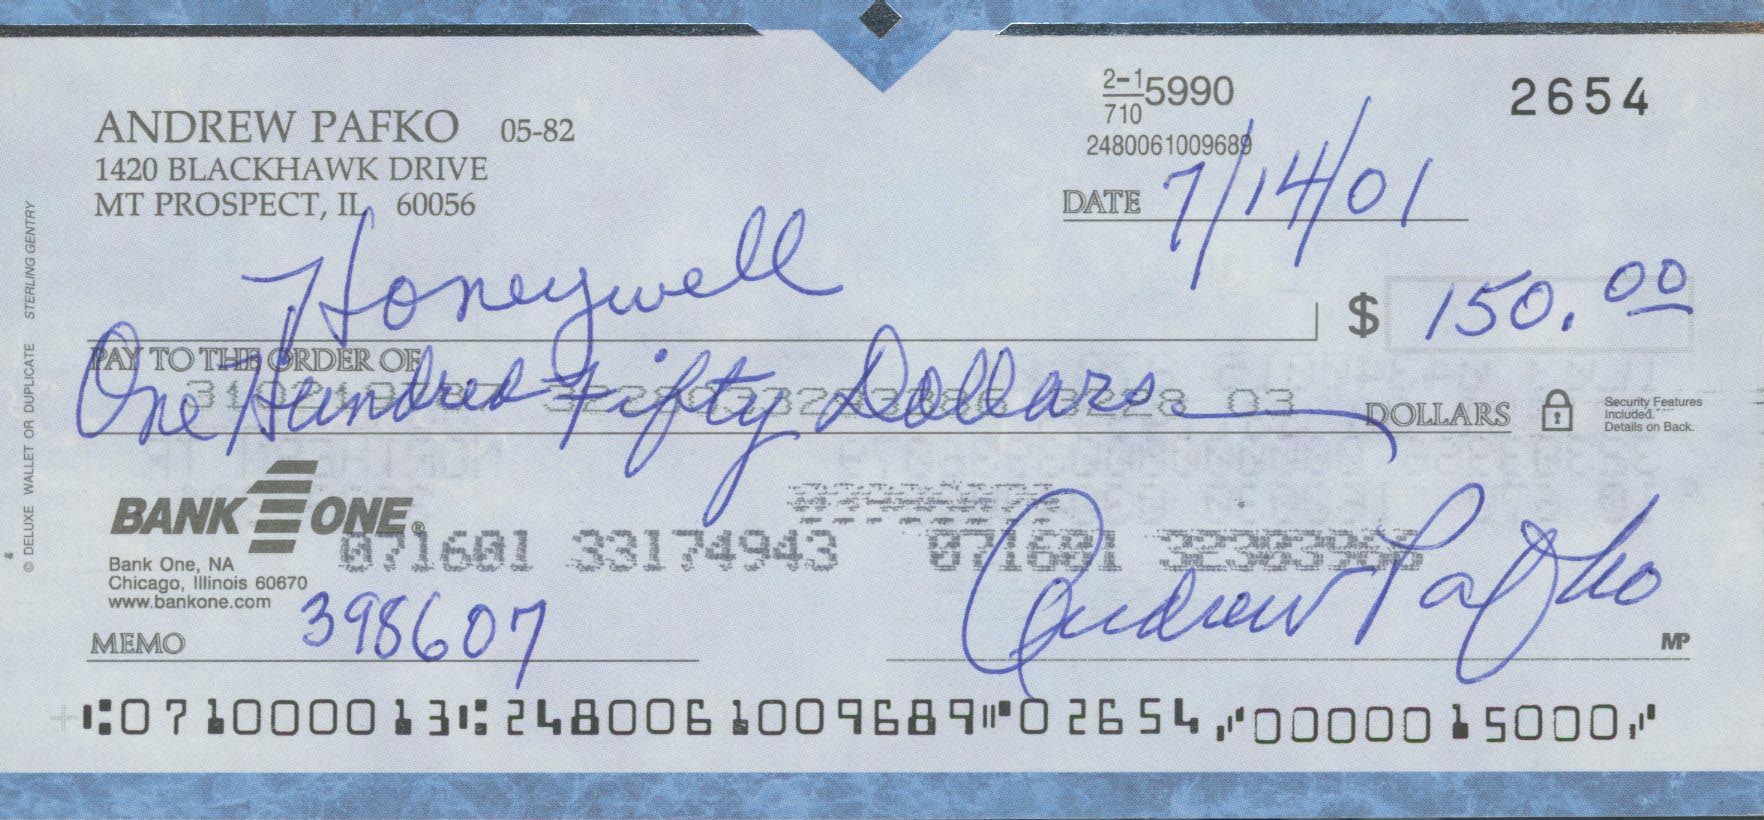 2-1 5990
710
2654
ANDREW PAFKO 05-82
1420 BLACKHAWK DRIVE
MT PROSPECT, IL 60056
2480061009689
DATE 7/14/01
Honeywell
$ 150.00
PAY TO THE ORDER OF
One Hundred Fifty Dollars
DOLLARS
Security Features
Included.
Details on Back.
© DELUXE WALLET OR DUPLICATE STERLING GENTRY
BANK ONE®
Bank One, NA
Chicago, Illinois 60670
www.bankone.com
071601 33174943 071601
Andrew Pafko
MEMO 398607
MP
⑆071000013⑆2480061009689⑈02654⑇0000015000⑇